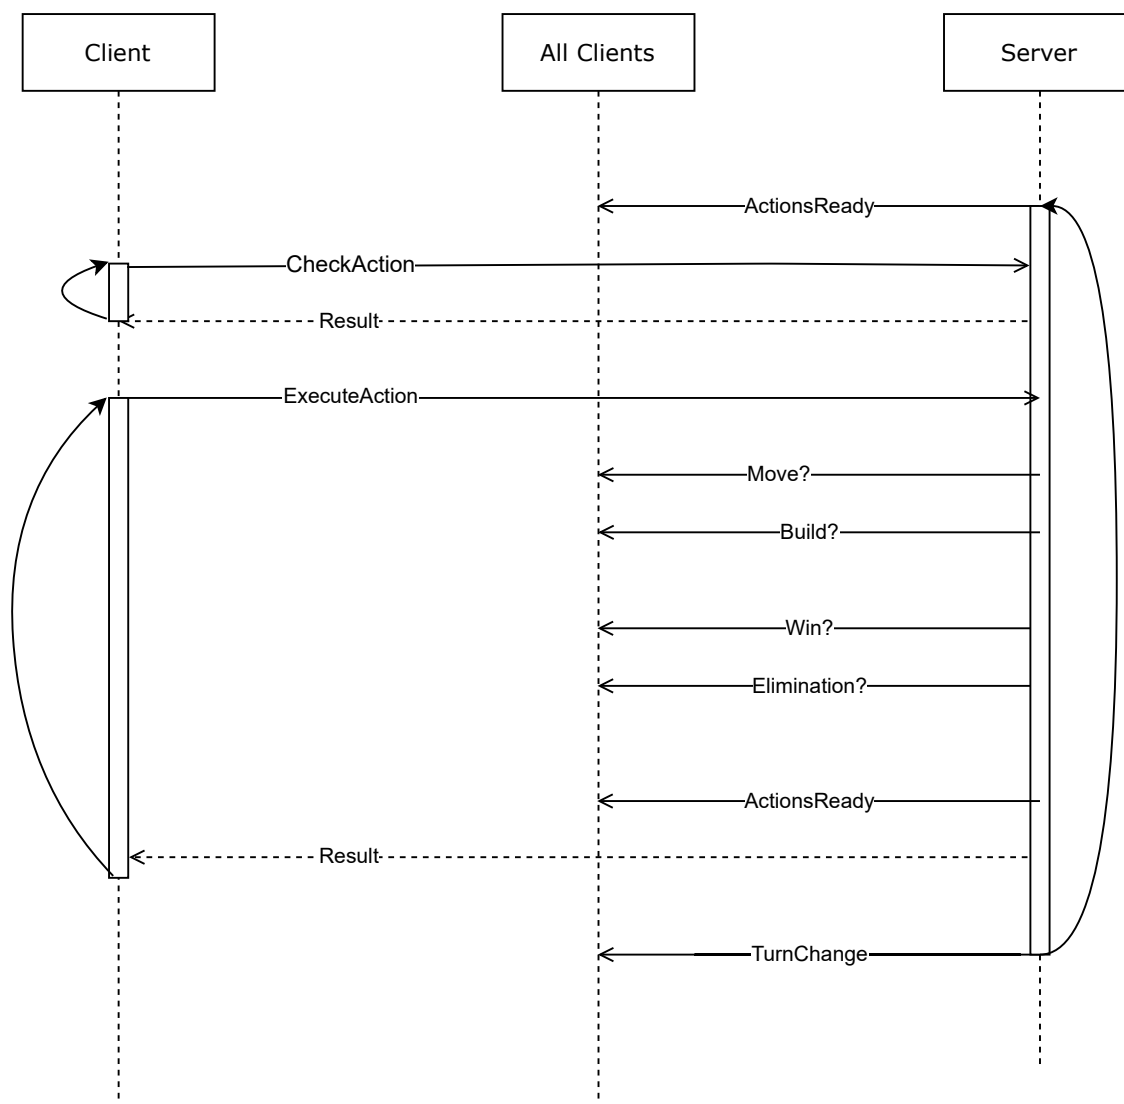 Client
All Clients
Server
ActionsReady
CheckAction
Result
ExecuteAction
Move?
Build?
Win?
Elimination?
ActionsReady
Result
TurnChange